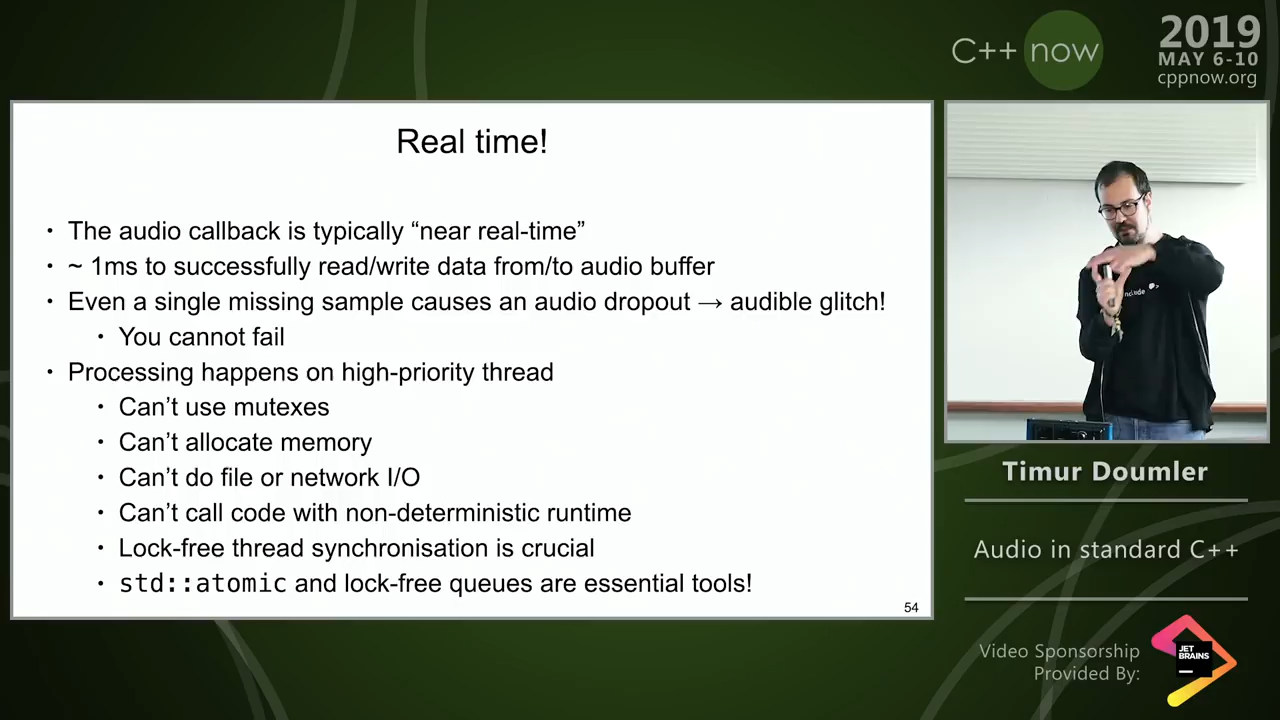 C++ now
2019
MAY 6-10
cppnow.org
Real time!
• The audio callback is typically “near real-time”
• ~ 1ms to successfully read/write data from/to audio buffer
• Even a single missing sample causes an audio dropout → audible glitch!
• You cannot fail
• Processing happens on high-priority thread
• Can’t use mutexes
• Can’t allocate memory
• Can’t do file or network I/O
• Can’t call code with non-deterministic runtime
• Lock-free thread synchronisation is crucial
• std::atomic and lock-free queues are essential tools!
54
Timur Doumler
Audio in standard C++
Video Sponsorship
Provided By:
JET
BRAINS